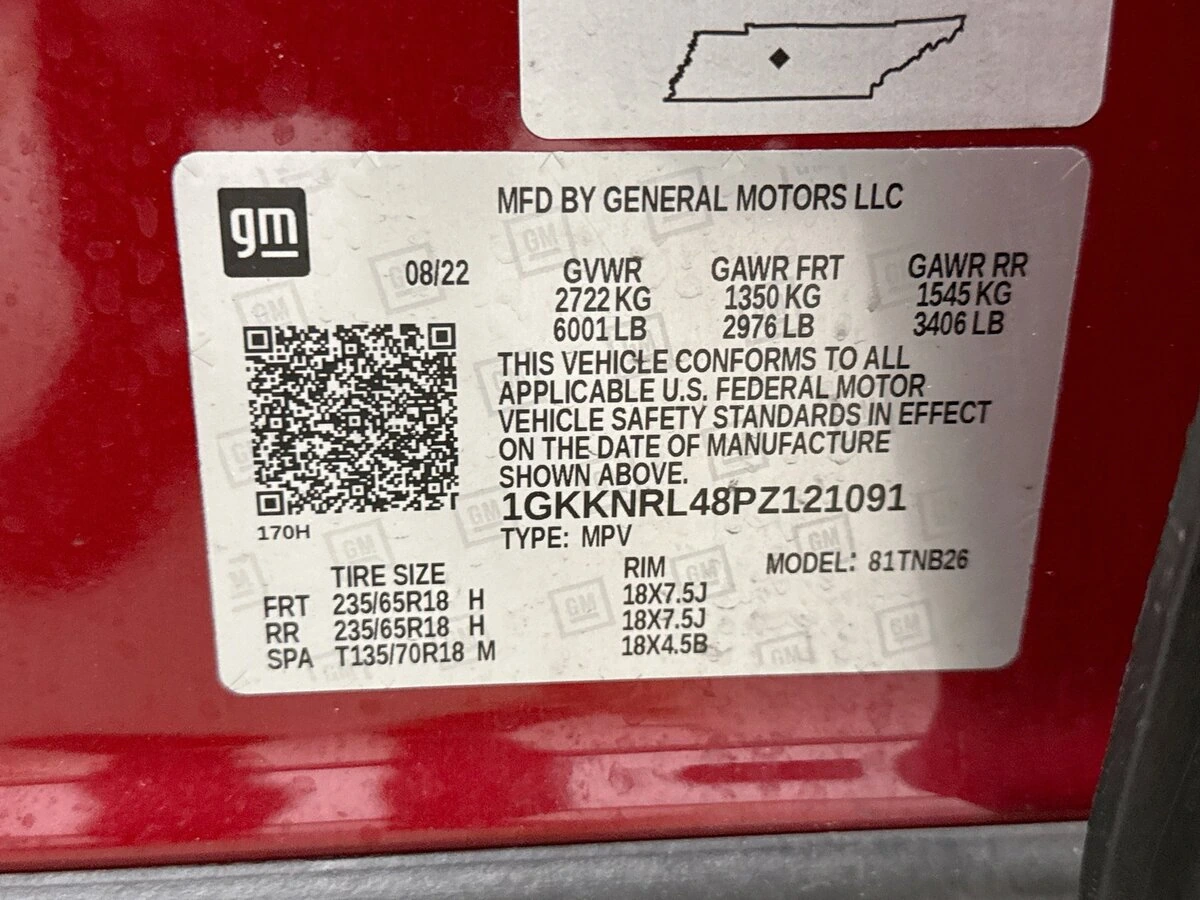 gm
MFD BY GENERAL MOTORS LLC
08/22
GVWR GAWR FRT GAWR RR
2722 KG 1350 KG 1545 KG
6001 LB 2976 LB 3406 LB
THIS VEHICLE CONFORMS TO ALL
APPLICABLE U.S. FEDERAL MOTOR
VEHICLE SAFETY STANDARDS IN EFFECT
ON THE DATE OF MANUFACTURE
SHOWN ABOVE.
1GKKNRL48PZ121091
170H
TYPE: MPV
MODEL: 81TNB26
TIRE SIZE RIM
FRT 235/65R18 H 18X7.5J
RR 235/65R18 H 18X7.5J
SPA T135/70R18 M 18X4.5B